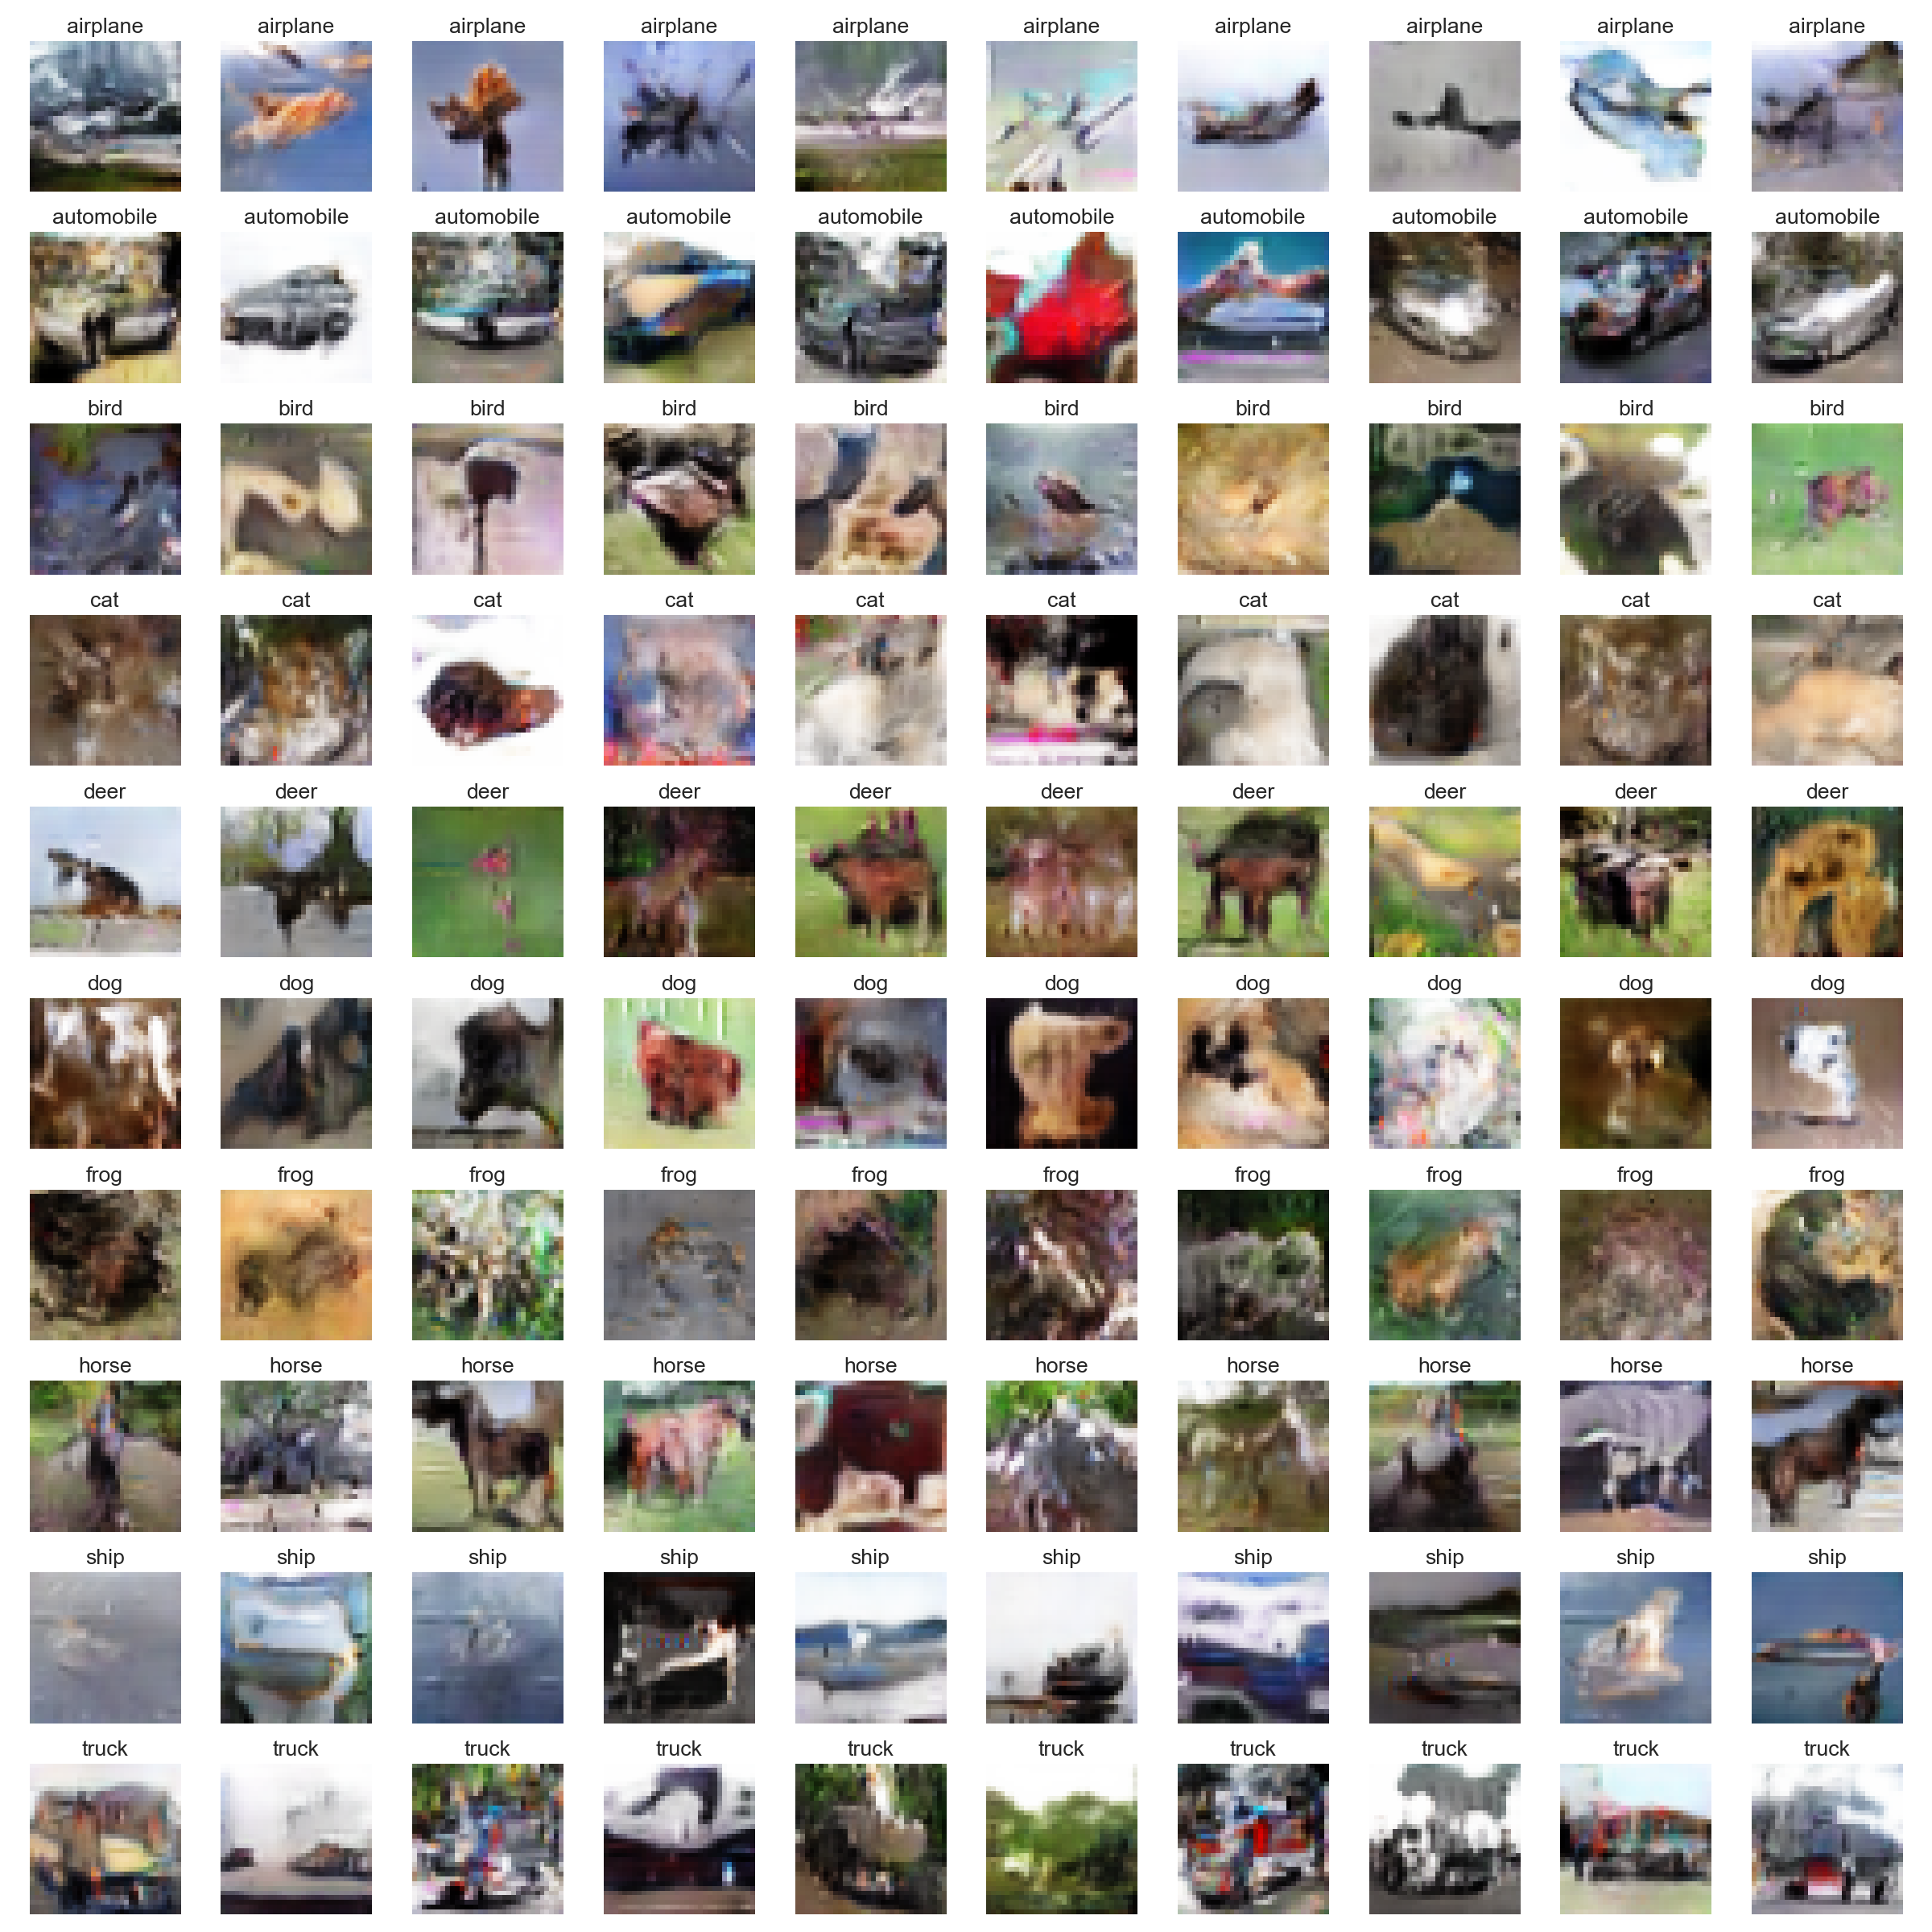 airplane airplane airplane airplane airplane airplane airplane airplane airplane airplane
automobile automobile automobile automobile automobile automobile automobile automobile automobile automobile
bird bird bird bird bird bird bird bird bird bird
cat cat cat cat cat cat cat cat cat cat
deer deer deer deer deer deer deer deer deer deer
dog dog dog dog dog dog dog dog dog dog
frog frog frog frog frog frog frog frog frog frog
horse horse horse horse horse horse horse horse horse horse
ship ship ship ship ship ship ship ship ship ship
truck truck truck truck truck truck truck truck truck truck